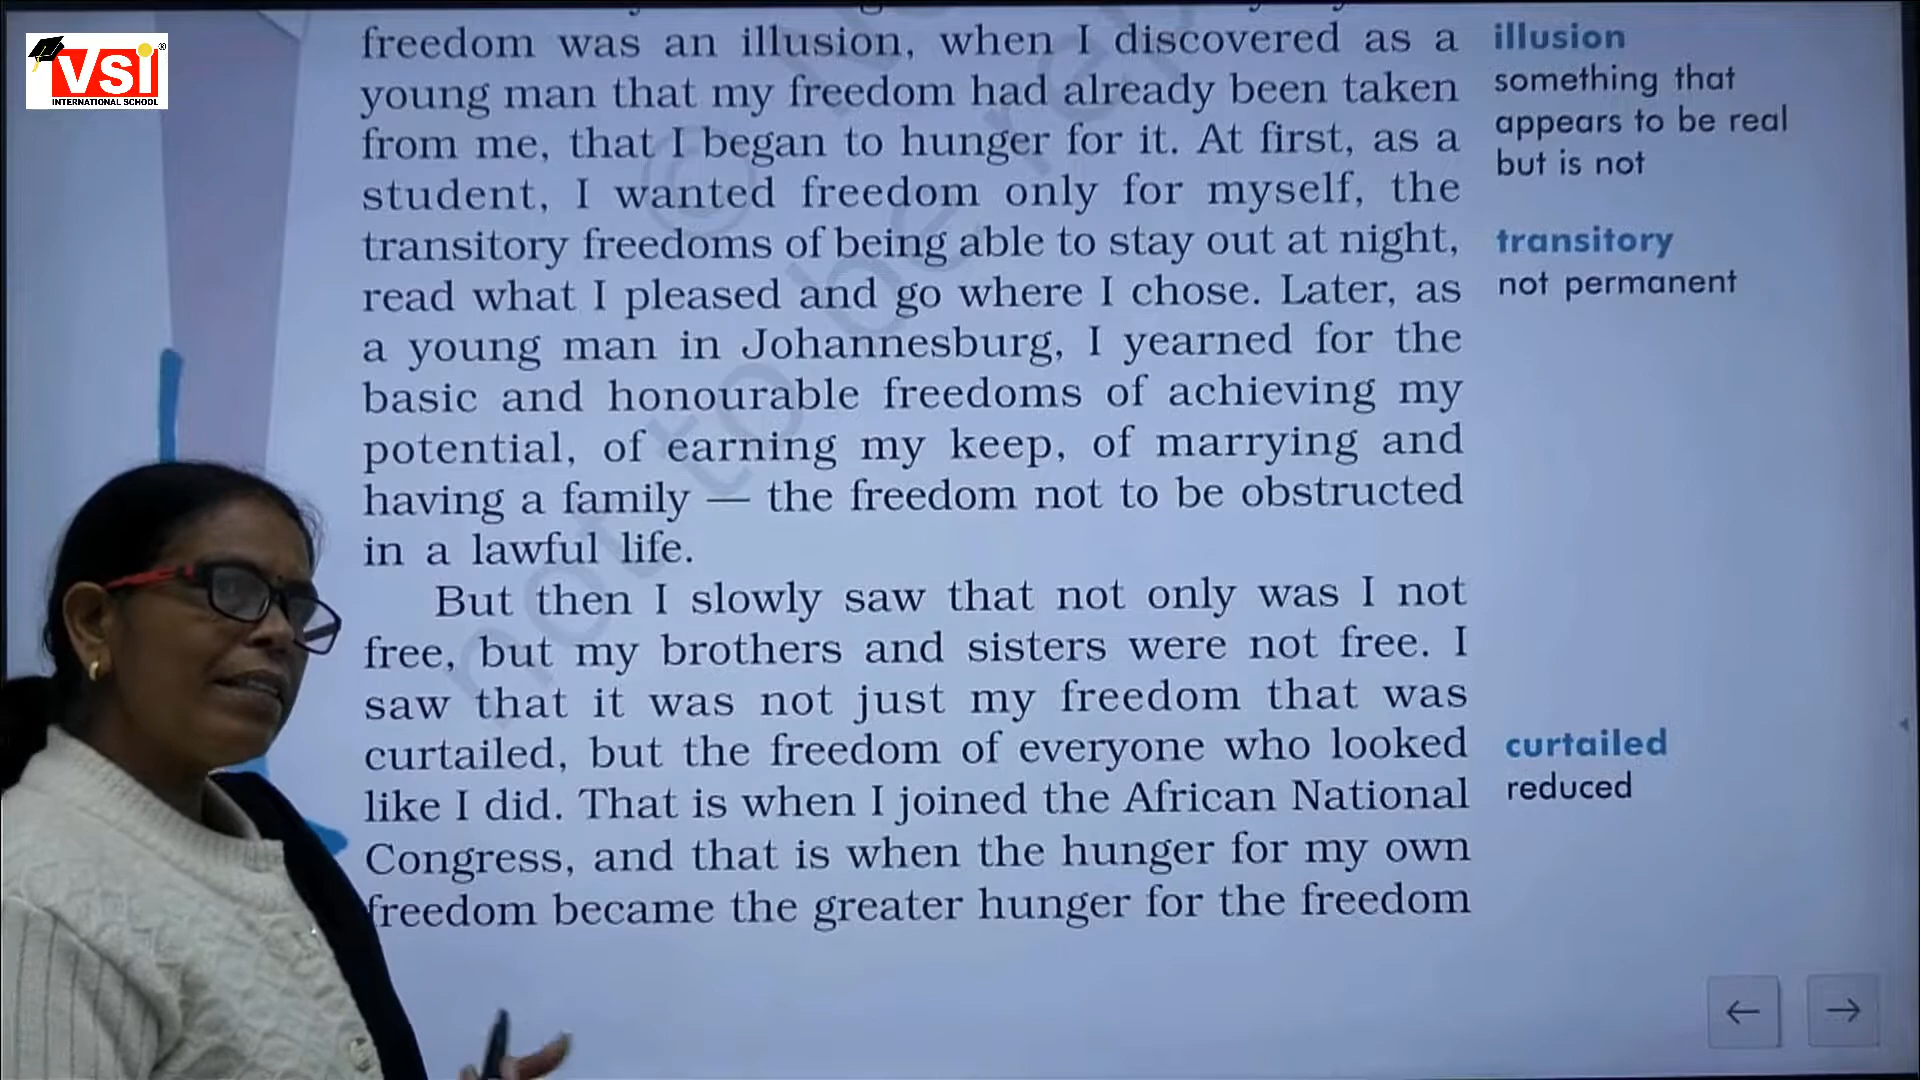 VSI
INTERNATIONAL SCHOOL
freedom was an illusion, when I discovered as a
young man that my freedom had already been taken
from me, that I began to hunger for it. At first, as a
student, I wanted freedom only for myself, the
transitory freedoms of being able to stay out at night,
read what I pleased and go where I chose. Later, as
a young man in Johannesburg, I yearned for the
basic and honourable freedoms of achieving my
potential, of earning my keep, of marrying and
having a family — the freedom not to be obstructed
in a lawful life.
But then I slowly saw that not only was I not
free, but my brothers and sisters were not free. I
saw that it was not just my freedom that was
curtailed, but the freedom of everyone who looked
like I did. That is when I joined the African National
Congress, and that is when the hunger for my own
freedom became the greater hunger for the freedom
illusion
something that
appears to be real
but is not
transitory
not permanent
curtailed
reduced
not to be